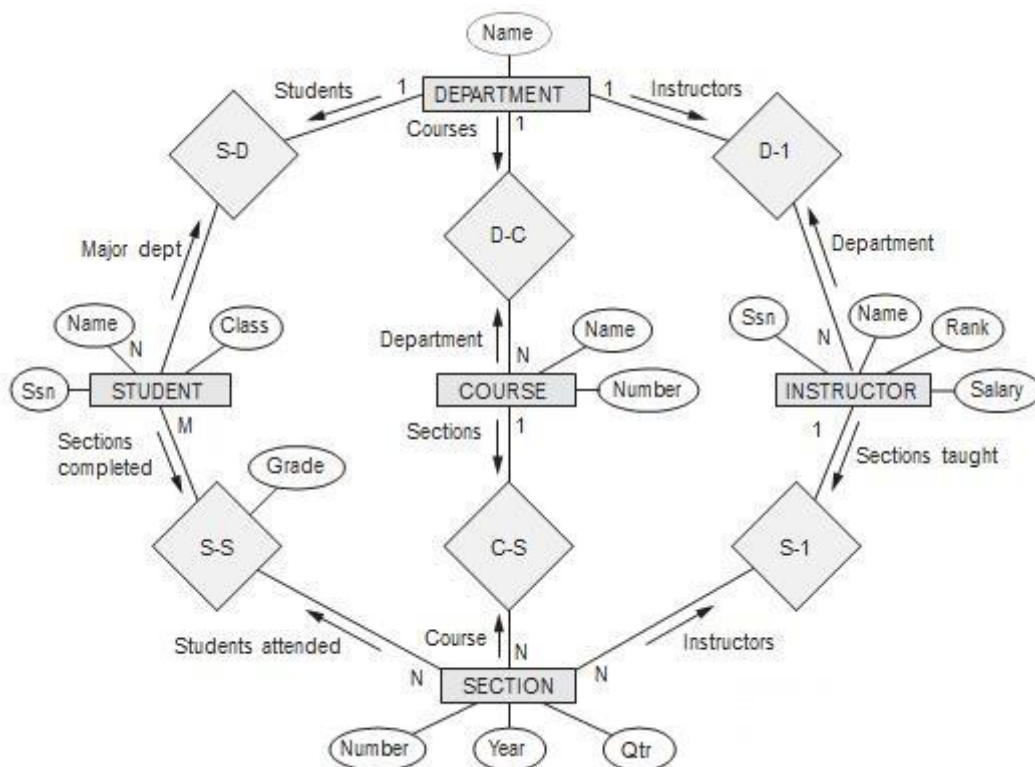 Name
Students
1
DEPARTMENT
1
Instructors
Courses
1
S-D
D-1
D-C
Major dept
Department
Name
Class
Department
Name
Ssn
Name
Rank
N
N
N
Ssn
STUDENT
COURSE
Number
INSTRUCTOR
Salary
M
Sections
1
1
Sections
completed
Sections taught
Grade
S-S
C-S
S-1
Students attended
Course
Instructors
N
N
N
SECTION
Number
Year
Qtr